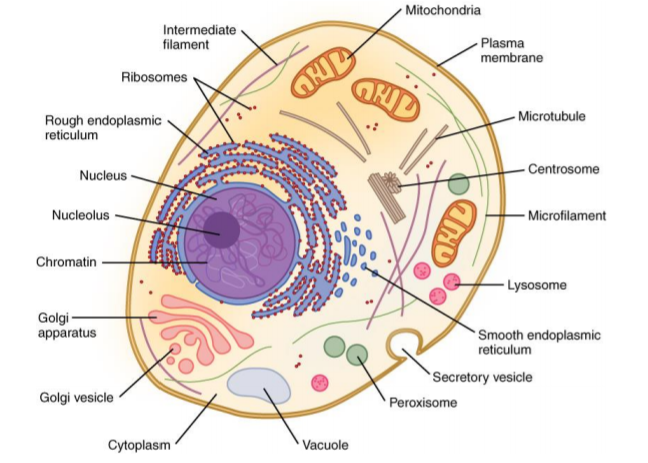 Mitochondria
Intermediate
filament
Plasma
membrane
Ribosomes
Rough endoplasmic
reticulum
Microtubule
Nucleus
Centrosome
Nucleolus
Microfilament
Chromatin
Lysosome
Golgi
apparatus
Smooth endoplasmic
reticulum
Secretory vesicle
Golgi vesicle
Peroxisome
Cytoplasm
Vacuole